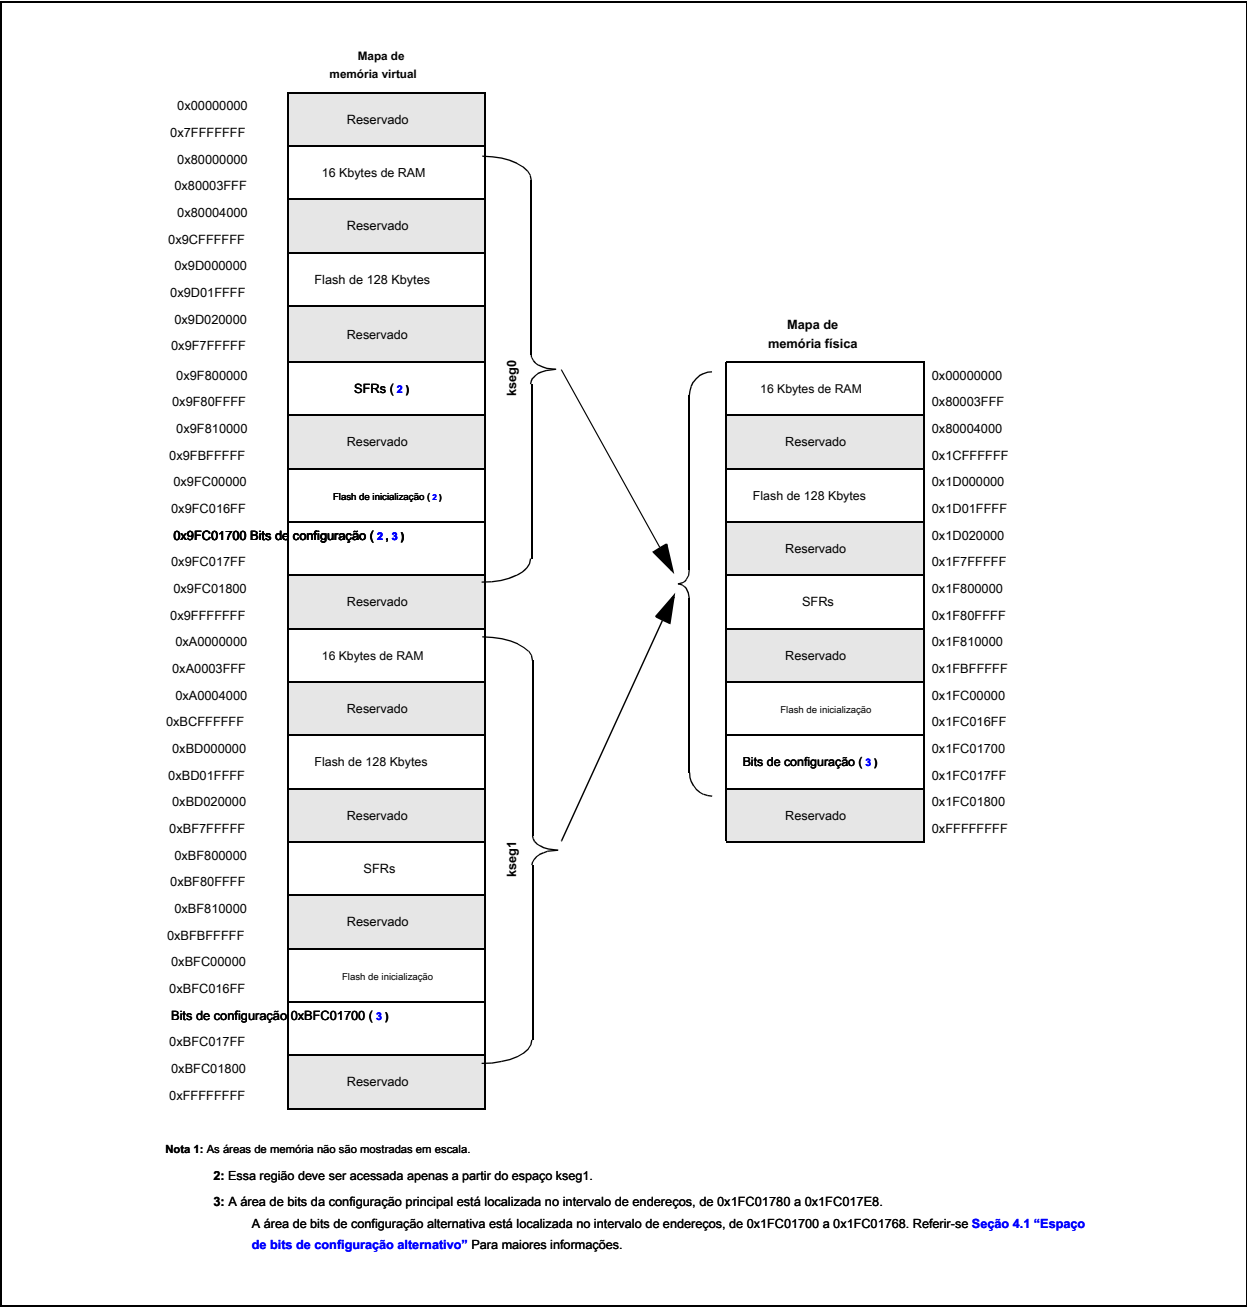 Mapa de
memória virtual
0x00000000
Reservado
0x7FFFFFFF
0x80000000
16 Kbytes de RAM
0x80003FFF
0x80004000
Reservado
0x9CFFFFFF
0x9D000000
Flash de 128 Kbytes
0x9D01FFFF
0x9D020000
Reservado
0x9F7FFFFF
0x9F800000
SFRs ( 2 )
0x9F80FFFF
0x9F810000
Reservado
0x9FBFFFFF
0x9FC00000
Flash de inicialização ( 2 )
0x9FC016FF
0x9FC01700 Bits de configuração ( 2 , 3 )
0x9FC017FF
0x9FC01800
Reservado
0x9FFFFFFF
kseg0
0xA0000000
16 Kbytes de RAM
0xA0003FFF
0xA0004000
Reservado
0xBCFFFFFF
0xBD000000
Flash de 128 Kbytes
0xBD01FFFF
0xBD020000
Reservado
0xBF7FFFFF
0xBF800000
SFRs
0xBF80FFFF
0xBF810000
Reservado
0xBFBFFFFF
0xBFC00000
Flash de inicialização
0xBFC016FF
Bits de configuração 0xBFC01700 ( 3 )
0xBFC017FF
0xBFC01800
Reservado
0xFFFFFFFF
kseg1
Mapa de
memória física
0x00000000
16 Kbytes de RAM
0x80003FFF
0x80004000
Reservado
0x1CFFFFFF
0x1D000000
Flash de 128 Kbytes
0x1D01FFFF
0x1D020000
Reservado
0x1F7FFFFF
0x1F800000
SFRs
0x1F80FFFF
0x1F810000
Reservado
0x1FBFFFFF
0x1FC00000
Flash de inicialização
0x1FC016FF
0x1FC01700
Bits de configuração ( 3 )
0x1FC017FF
0x1FC01800
Reservado
0xFFFFFFFF
Nota 1: As áreas de memória não são mostradas em escala.
2: Essa região deve ser acessada apenas a partir do espaço kseg1.
3: A área de bits da configuração principal está localizada no intervalo de endereços, de 0x1FC01780 a 0x1FC017E8.
A área de bits de configuração alternativa está localizada no intervalo de endereços, de 0x1FC01700 a 0x1FC01768. Referir-se Seção 4.1 “Espaço
de bits de configuração alternativo” Para maiores informações.